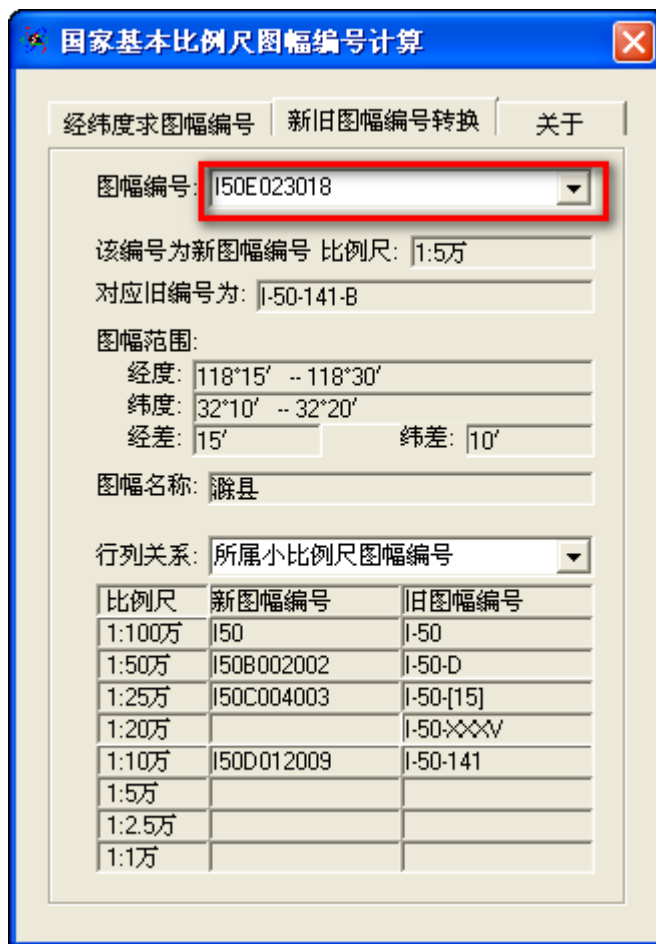 国家基本比例尺图幅编号计算
经纬度求图幅编号 新旧图幅编号转换 关于
图幅编号: I50E023018
该编号为新图幅编号 比例尺: 1:5万
对应旧编号为: I-50-141-B
图幅范围:
经度: 118°15′ -- 118°30′
纬度: 32°10′ -- 32°20′
经差: 15′ 纬差: 10′
图幅名称: 滁县
行列关系: 所属小比例尺图幅编号
比例尺 新图幅编号 旧图幅编号
1:100万 I50 I-50
1:50万 I50B002002 I-50-D
1:25万 I50C004003 I-50-[15]
1:20万 I-50-XXXV
1:10万 I50D012009 I-50-141
1:5万
1:2.5万
1:1万